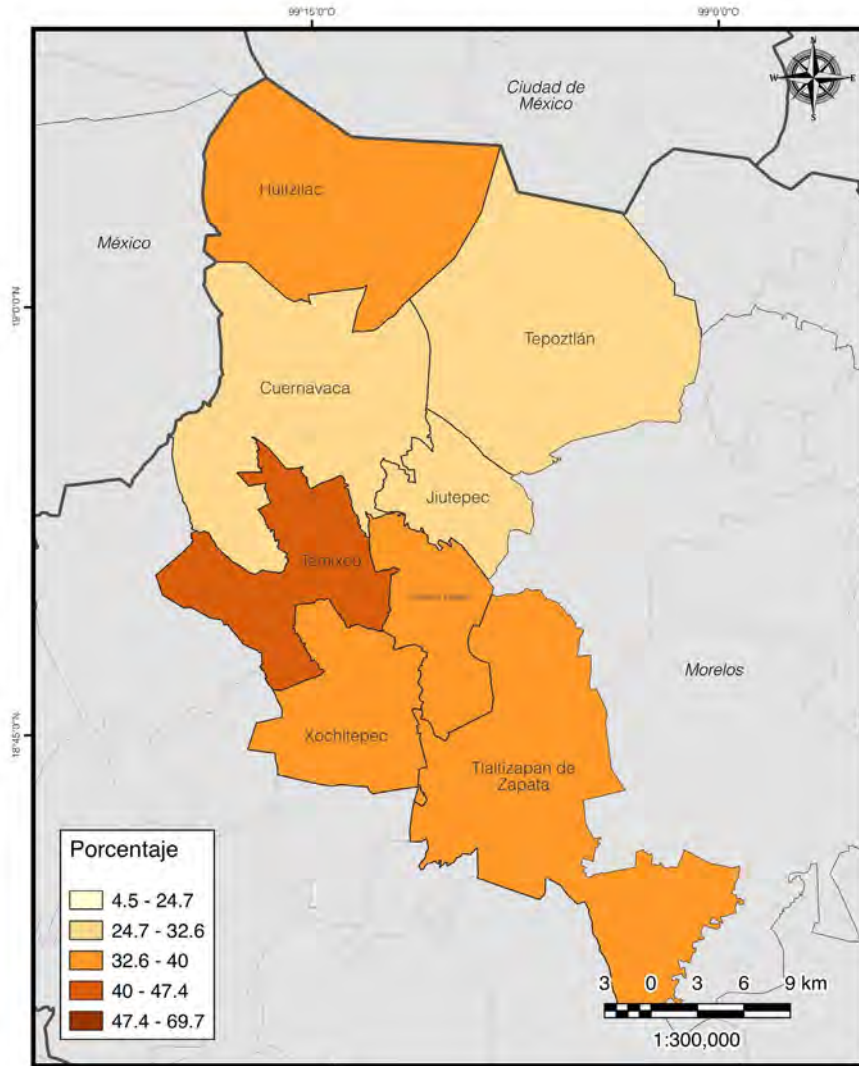 99°15'0"O
99°0'0"O
N
W
E
S
Ciudad de
México
Huitzilac
México
19°0'0"N
Tepoztlán
Cuernavaca
Jiutepec
Temixco
Morelos
18°45'0"N
Xochitepec
Tlaltizapan de
Zapata
Porcentaje
4.5 - 24.7
24.7 - 32.6
32.6 - 40
40 - 47.4
47.4 - 69.7
3 0 3 6 9 km
1:300,000